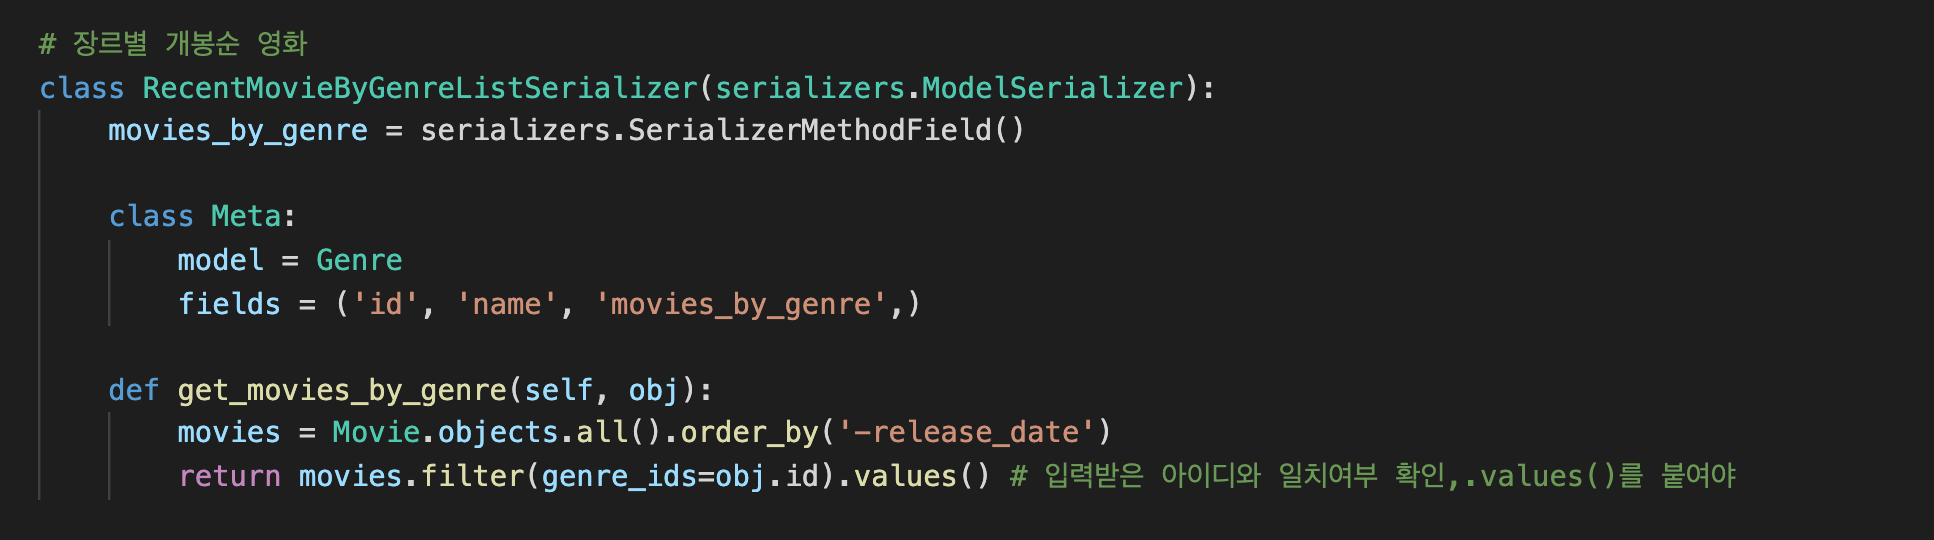 # 장르별 개봉순 영화
class RecentMovieByGenreListSerializer(serializers.ModelSerializer):
    movies_by_genre = serializers.SerializerMethodField()
    class Meta:
        model = Genre
        fields = ('id', 'name', 'movies_by_genre',)
    def get_movies_by_genre(self, obj):
        movies = Movie.objects.all().order_by('-release_date')
        return movies.filter(genre_ids=obj.id).values() # 입력받은 아이디와 일치여부 확인,.values()를 붙여야